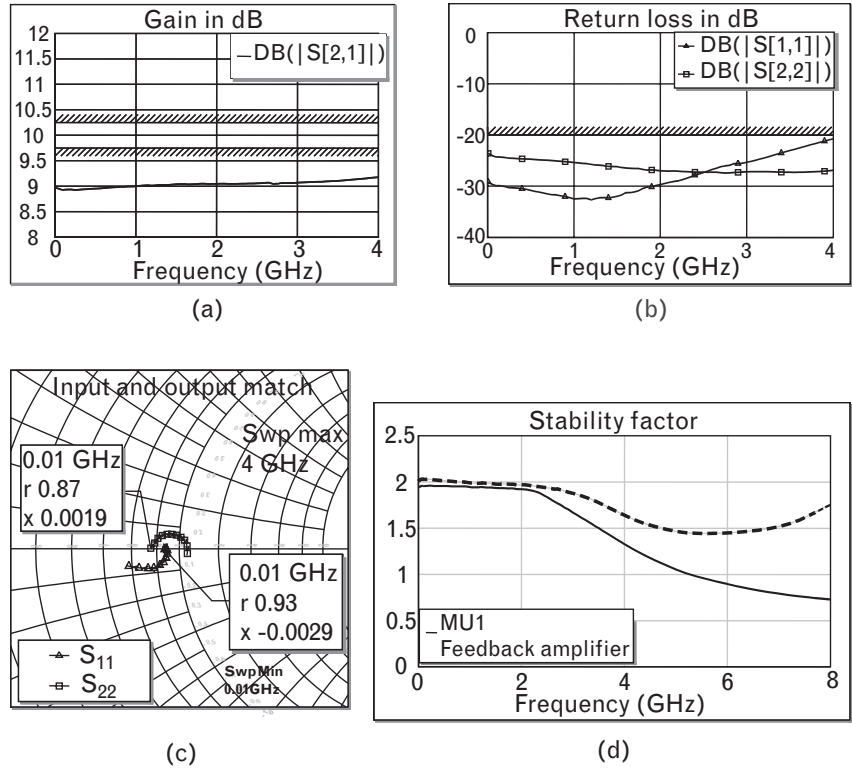 Gain in dB
12
11.5
11
10.5
10
9.5
9
8.5
8
DB(|S[2,1]|)
0 1 2 3 4
Frequency (GHz)
(a)
Return loss in dB
0
-10
-20
-30
-40
DB(|S[1,1]|)
DB(|S[2,2]|)
0 1 2 3 4
Frequency (GHz)
(b)
Input and output match
Swp max
4 GHz
0.01 GHz
r 0.87
x 0.0019
0.01 GHz
r 0.93
x -0.0029
S11
S22
SwpMin
0.01GHz
(c)
Stability factor
2.5
2
1.5
1
0.5
0
MU1
Feedback amplifier
0 2 4 6 8
Frequency (GHz)
(d)